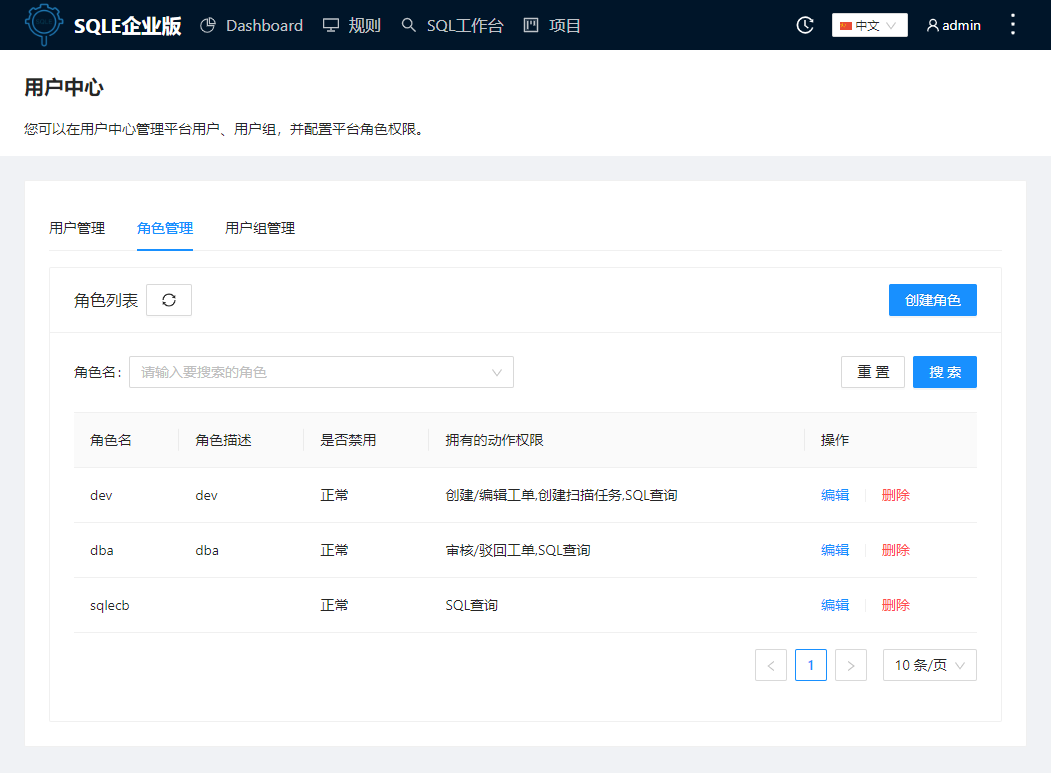 SQLE企业版 Dashboard 规则 SQL工作台 项目 中文 admin
用户中心
您可以在用户中心管理平台用户、用户组，并配置平台角色权限。
用户管理 角色管理 用户组管理
角色列表 创建角色
角色名: 请输入要搜索的角色 重 置 搜 索
角色名 角色描述 是否禁用 拥有的动作权限 操作
dev dev 正常 创建/编辑工单,创建扫描任务,SQL查询 编辑 删除
dba dba 正常 审核/驳回工单,SQL查询 编辑 删除
sqlecb 正常 SQL查询 编辑 删除
< 1 > 10 条/页